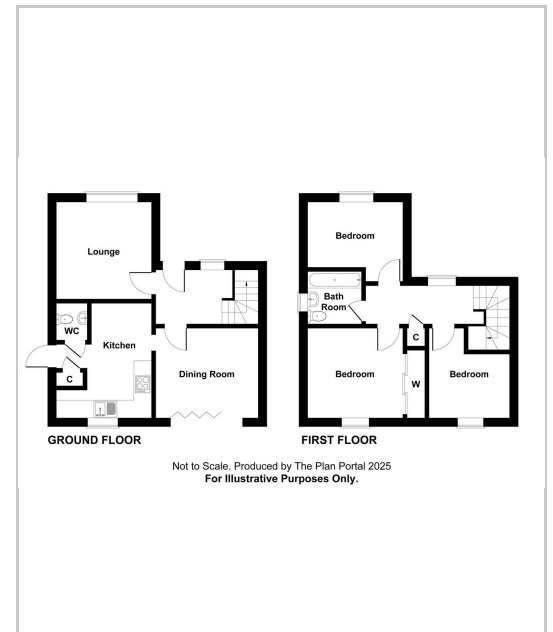 Lounge
WC
Kitchen
C
Dining Room
GROUND FLOOR
Bedroom
Bath
Room
C
Bedroom
W
Bedroom
FIRST FLOOR
Not to Scale. Produced by The Plan Portal 2025
For Illustrative Purposes Only.